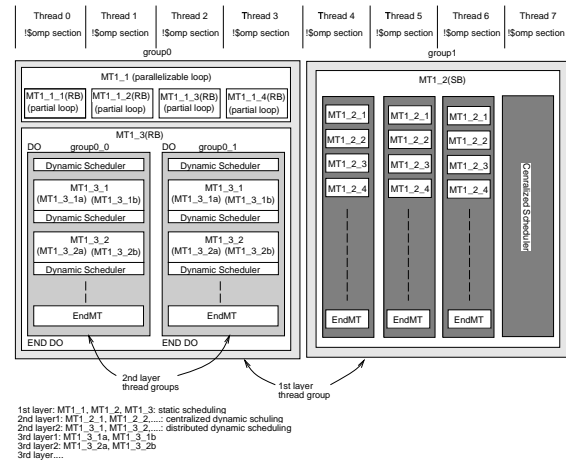 Thread 0 Thread 1 Thread 2 Thread 3 Thread 4 Thread 5 Thread 6 Thread 7
!$omp section !$omp section !$omp section !$omp section !$omp section !$omp section !$omp section !$omp section
group0 group1
MT1_1 (parallelizable loop)
MT1_1_1(RB) MT1_1_2(RB) MT1_1_3(RB) MT1_1_4(RB)
(partial loop) (partial loop) (partial loop) (partial loop)
MT1_3(RB)
DO group0_0 DO group0_1
Dynamic Scheduler Dynamic Scheduler
MT1_3_1 MT1_3_1
(MT1_3_1a) (MT1_3_1b) (MT1_3_1a) (MT1_3_1b)
Dynamic Scheduler Dynamic Scheduler
MT1_3_2 MT1_3_2
(MT1_3_2a) (MT1_3_2b) (MT1_3_2a) (MT1_3_2b)
Dynamic Scheduler Dynamic Scheduler
EndMT EndMT
END DO END DO
MT1_2(SB)
MT1_2_1 MT1_2_1 MT1_2_1
MT1_2_2 MT1_2_2 MT1_2_2
MT1_2_3 MT1_2_3 MT1_2_3
MT1_2_4 MT1_2_4 MT1_2_4
EndMT EndMT EndMT
Cenralized Scheduler
2nd layer
thread groups
1st layer
thread group
1st layer: MT1_1, MT1_2, MT1_3: static scheduling
2nd layer1: MT1_2_1, MT1_2_2,....: centralized dynamic schuling
2nd layer2: MT1_3_1, MT1_3_2,....: distributed dynamic scheduling
3rd layer1: MT1_3_1a, MT1_3_1b
3rd layer2: MT1_3_2a, MT1_3_2b
3rd layer....